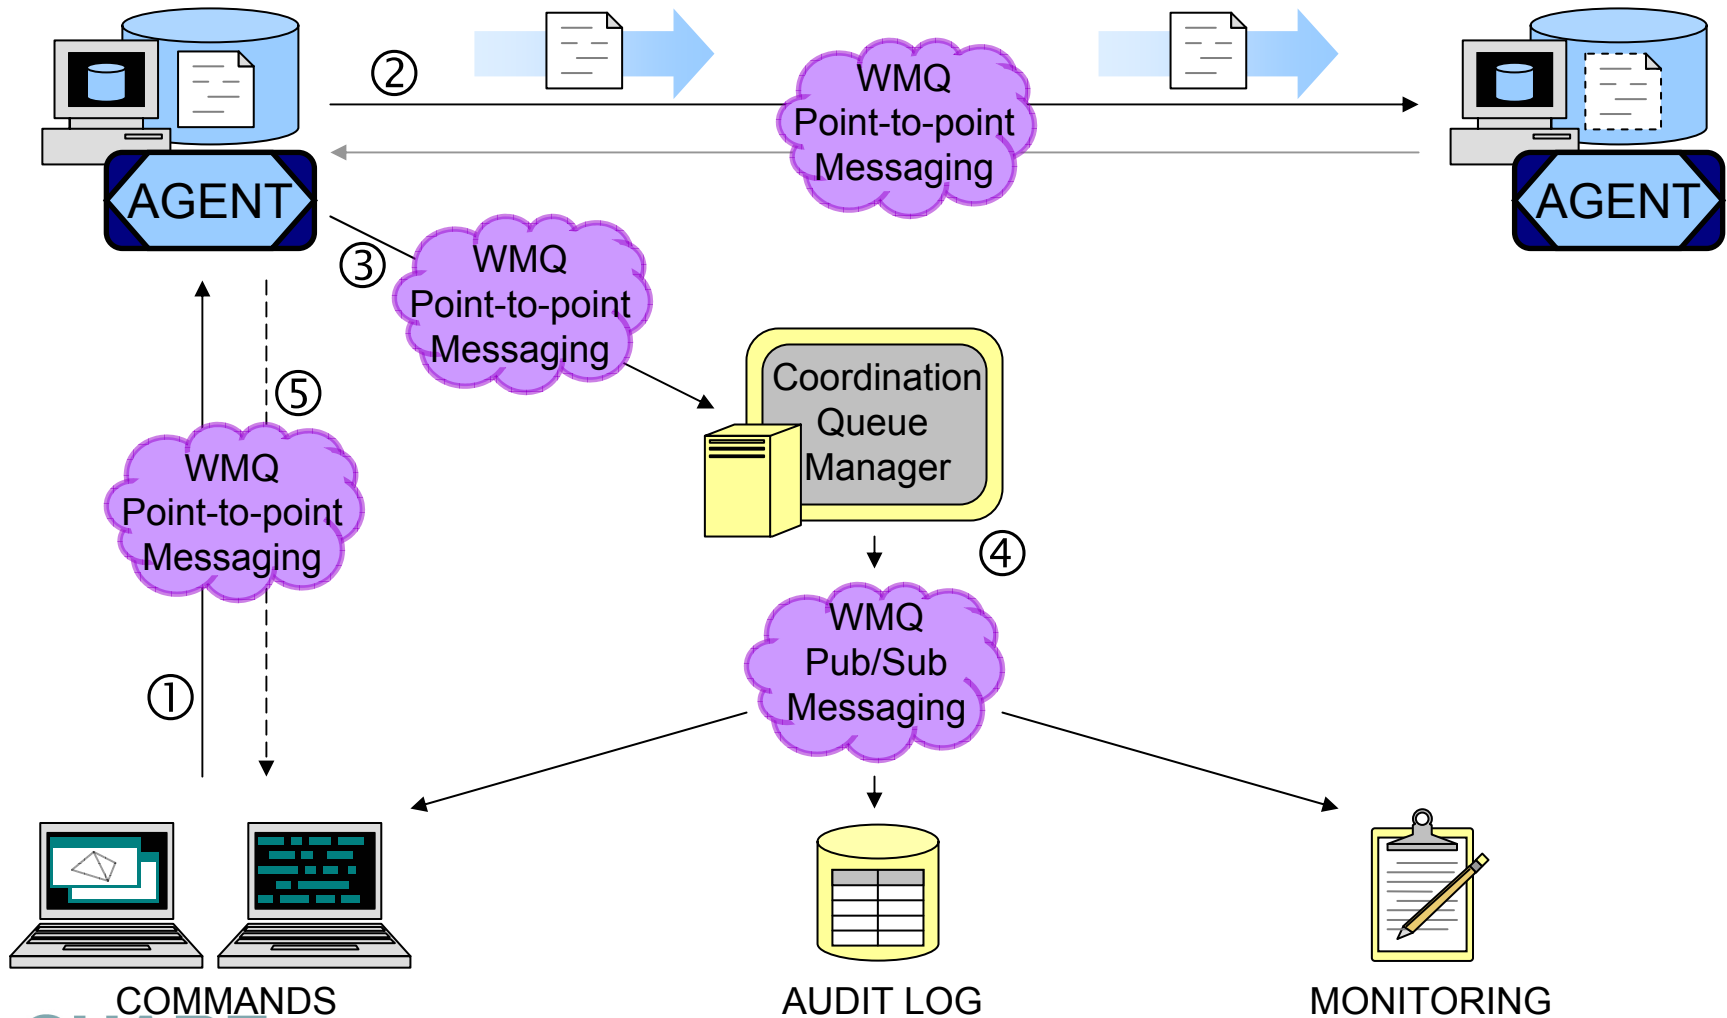 ②
WMQ
Point-to-point
Messaging
AGENT
AGENT
③
WMQ
Point-to-point
Messaging
Coordination
Queue
Manager
⑤
WMQ
Point-to-point
Messaging
④
WMQ
Pub/Sub
Messaging
①
COMMANDS
AUDIT LOG
MONITORING